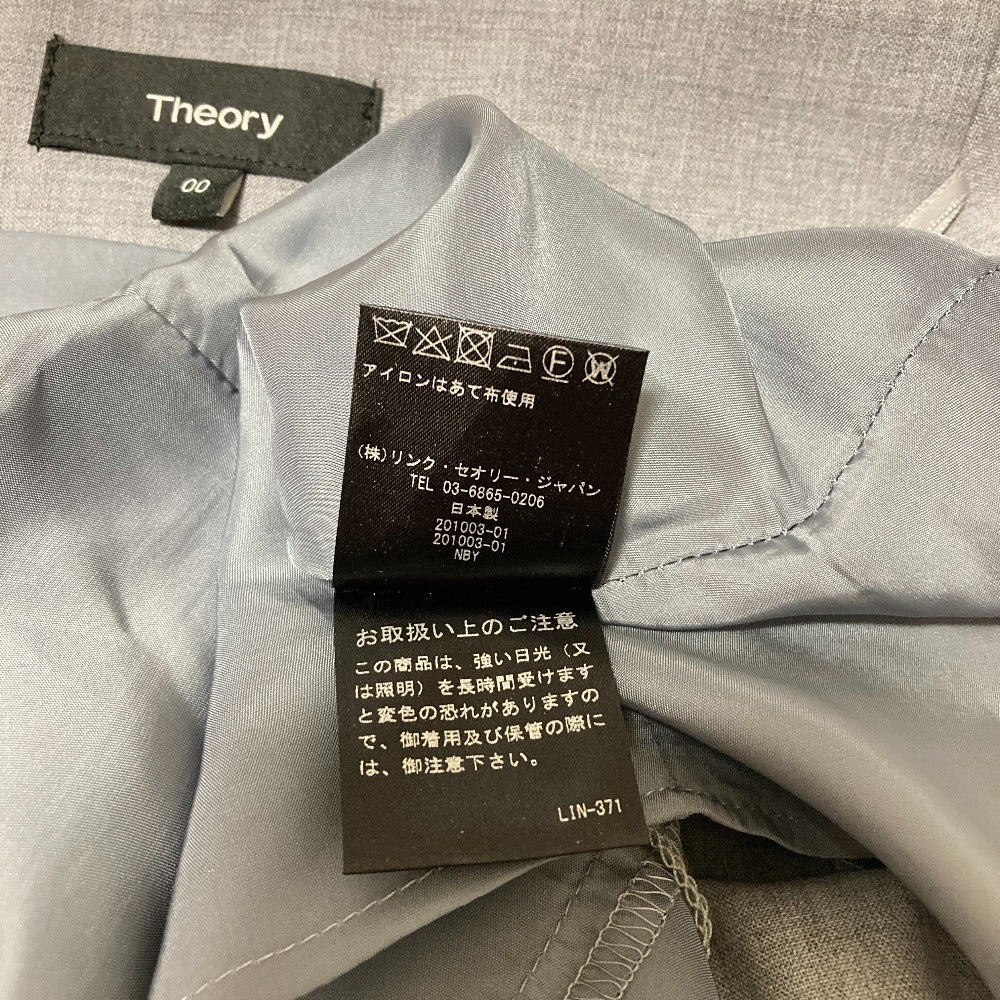 Theory
00
F W
アイロンはあて布使用
(株)リンク・セオリー・ジャパン
TEL 03-6865-0206
日本製
201003-01
201003-01
NBY
お取扱い上のご注意
この商品は、強い日光（又
は照明）を長時間受けます
と変色の恐れがありますの
で、御着用及び保管の際に
は、御注意下さい。
LIN-371